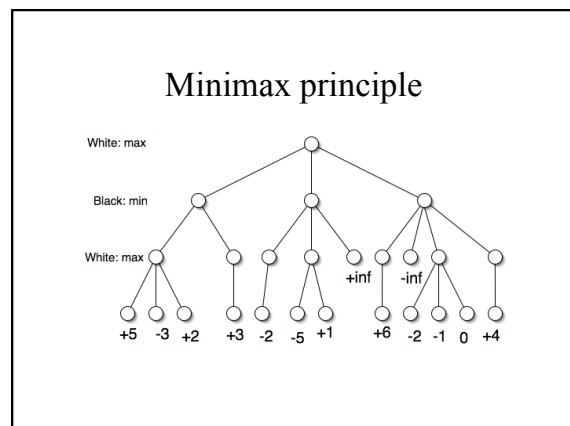 Minimax principle
White: max
Black: min
White: max
+inf -inf
+5 -3 +2 +3 -2 -5 +1 +6 -2 -1 0 +4